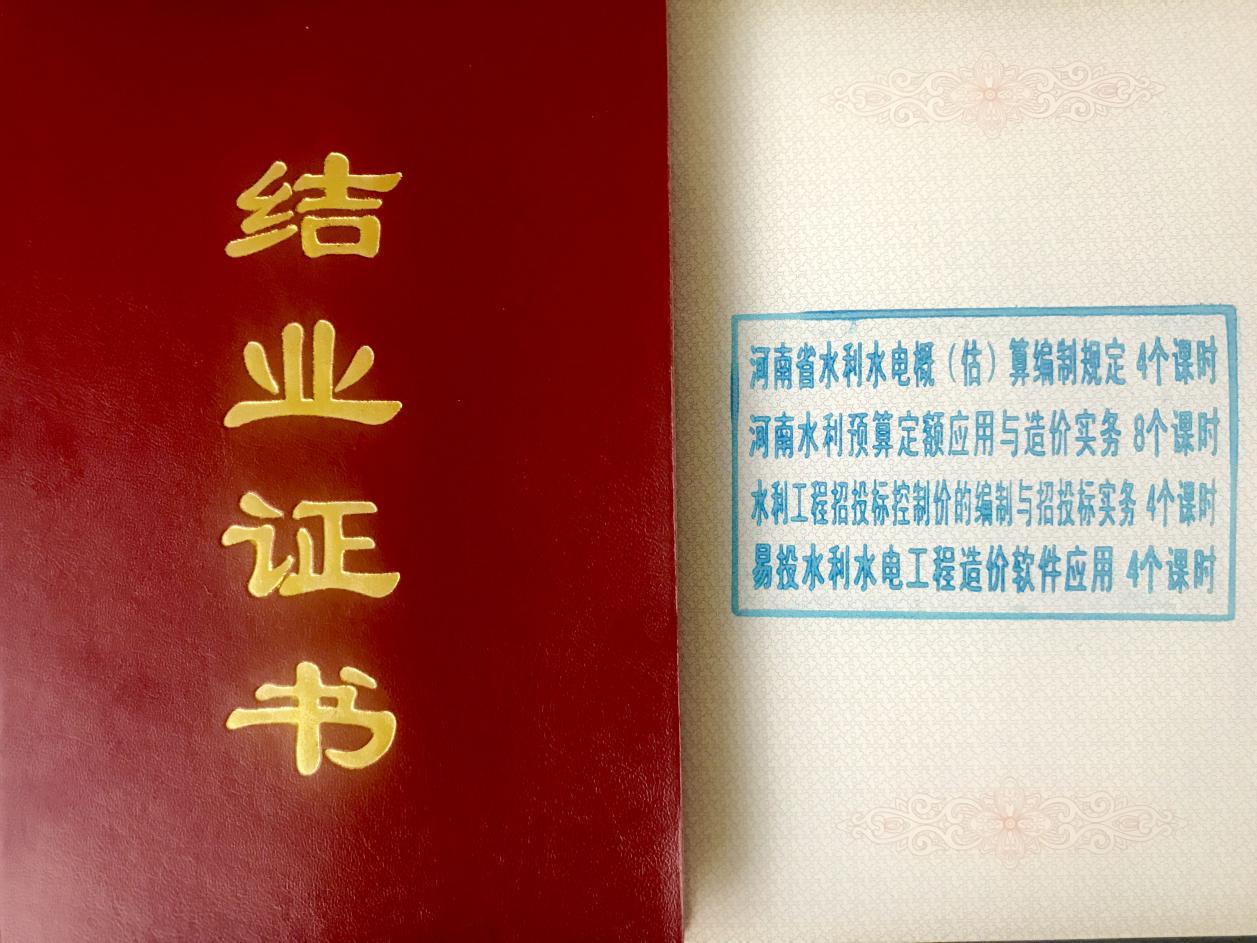 结业证书
河南省水利水电概（估）算编制规定 4个课时
河南水利预算定额应用与造价实务 8个课时
水利工程招投标控制价的编制与招投标实务 4个课时
易投水利水电工程造价软件应用 4个课时